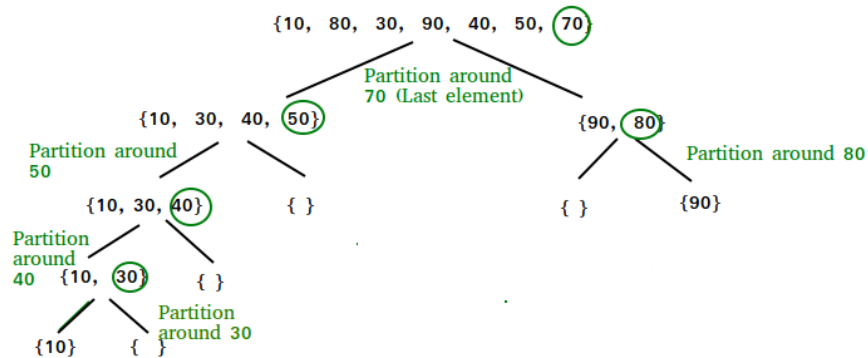 {10, 80, 30, 90, 40, 50, 70}
Partition around
70 (Last element)
{10, 30, 40, 50}
{90, 80}
Partition around
50
Partition around 80
{10, 30, 40}
{ }
{ }
{90}
Partition
around
40
{10, 30}
{ }
Partition
around 30
{10}
{ }